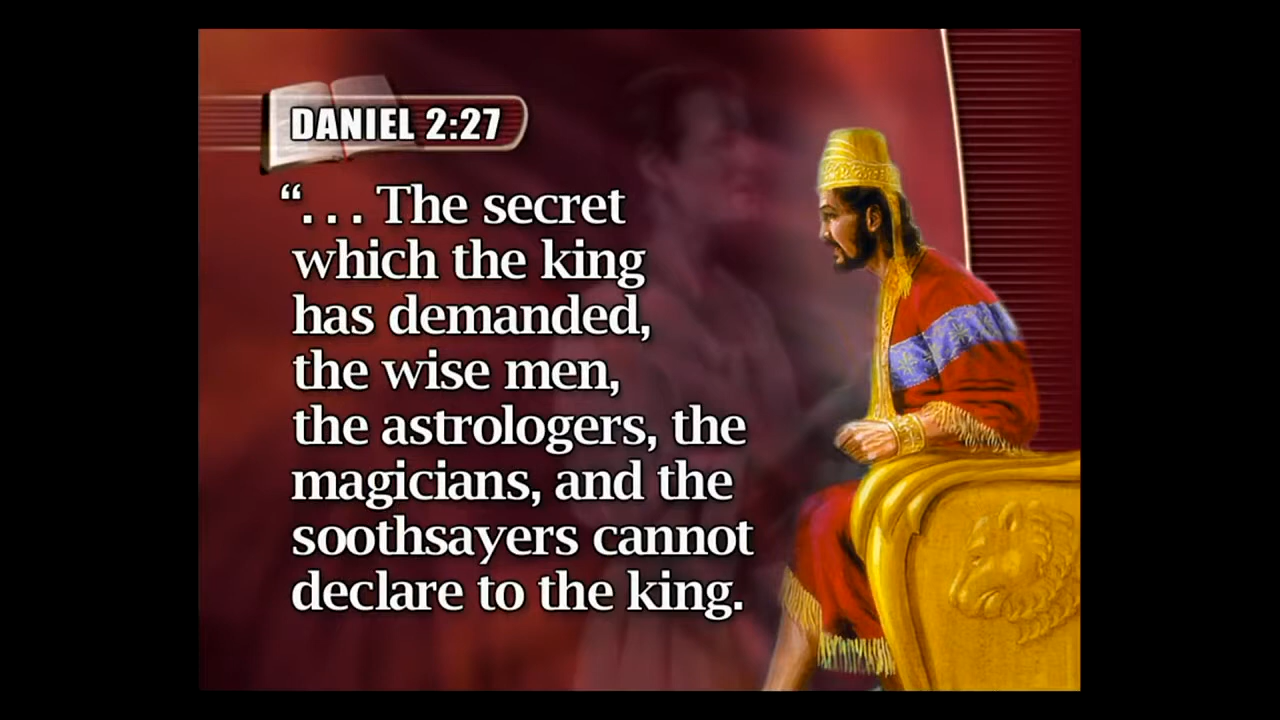 DANIEL 2:27
“. . . The secret
which the king
has demanded,
the wise men,
the astrologers, the
magicians, and the
soothsayers cannot
declare to the king.